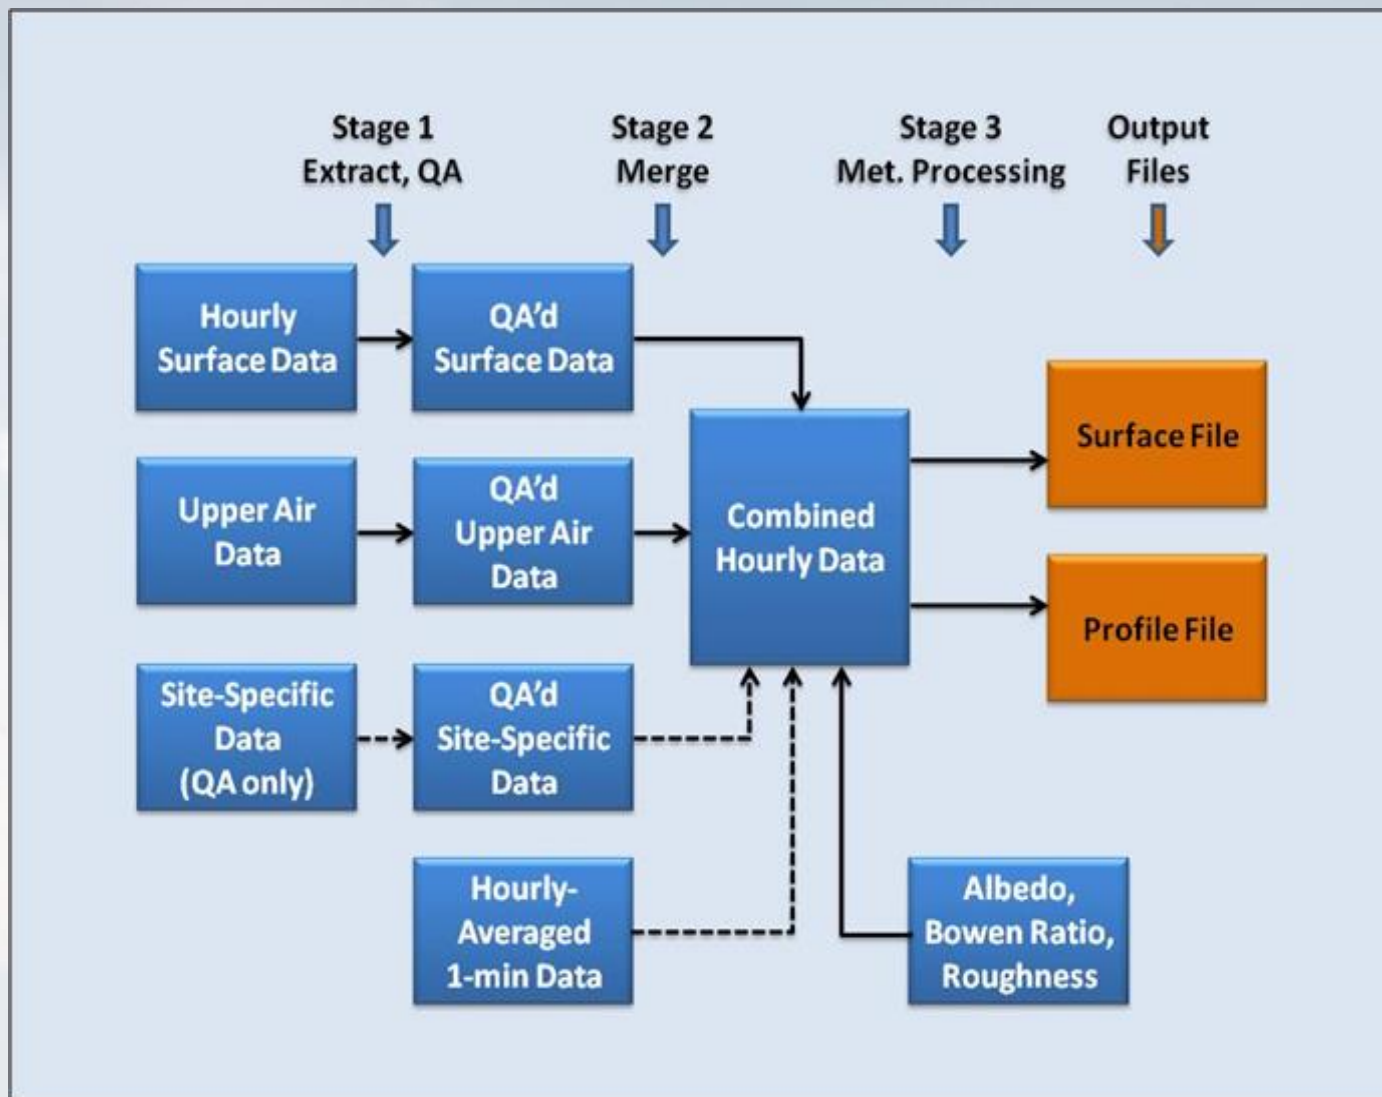 Stage 1
Extract, QA
Stage 2
Merge
Stage 3
Met. Processing
Output
Files
Hourly
Surface Data
QA'd
Surface Data
Upper Air
Data
QA'd
Upper Air
Data
Combined
Hourly Data
Surface File
Profile File
Site-Specific
Data
(QA only)
QA'd
Site-Specific
Data
Hourly-
Averaged
1-min Data
Albedo,
Bowen Ratio,
Roughness